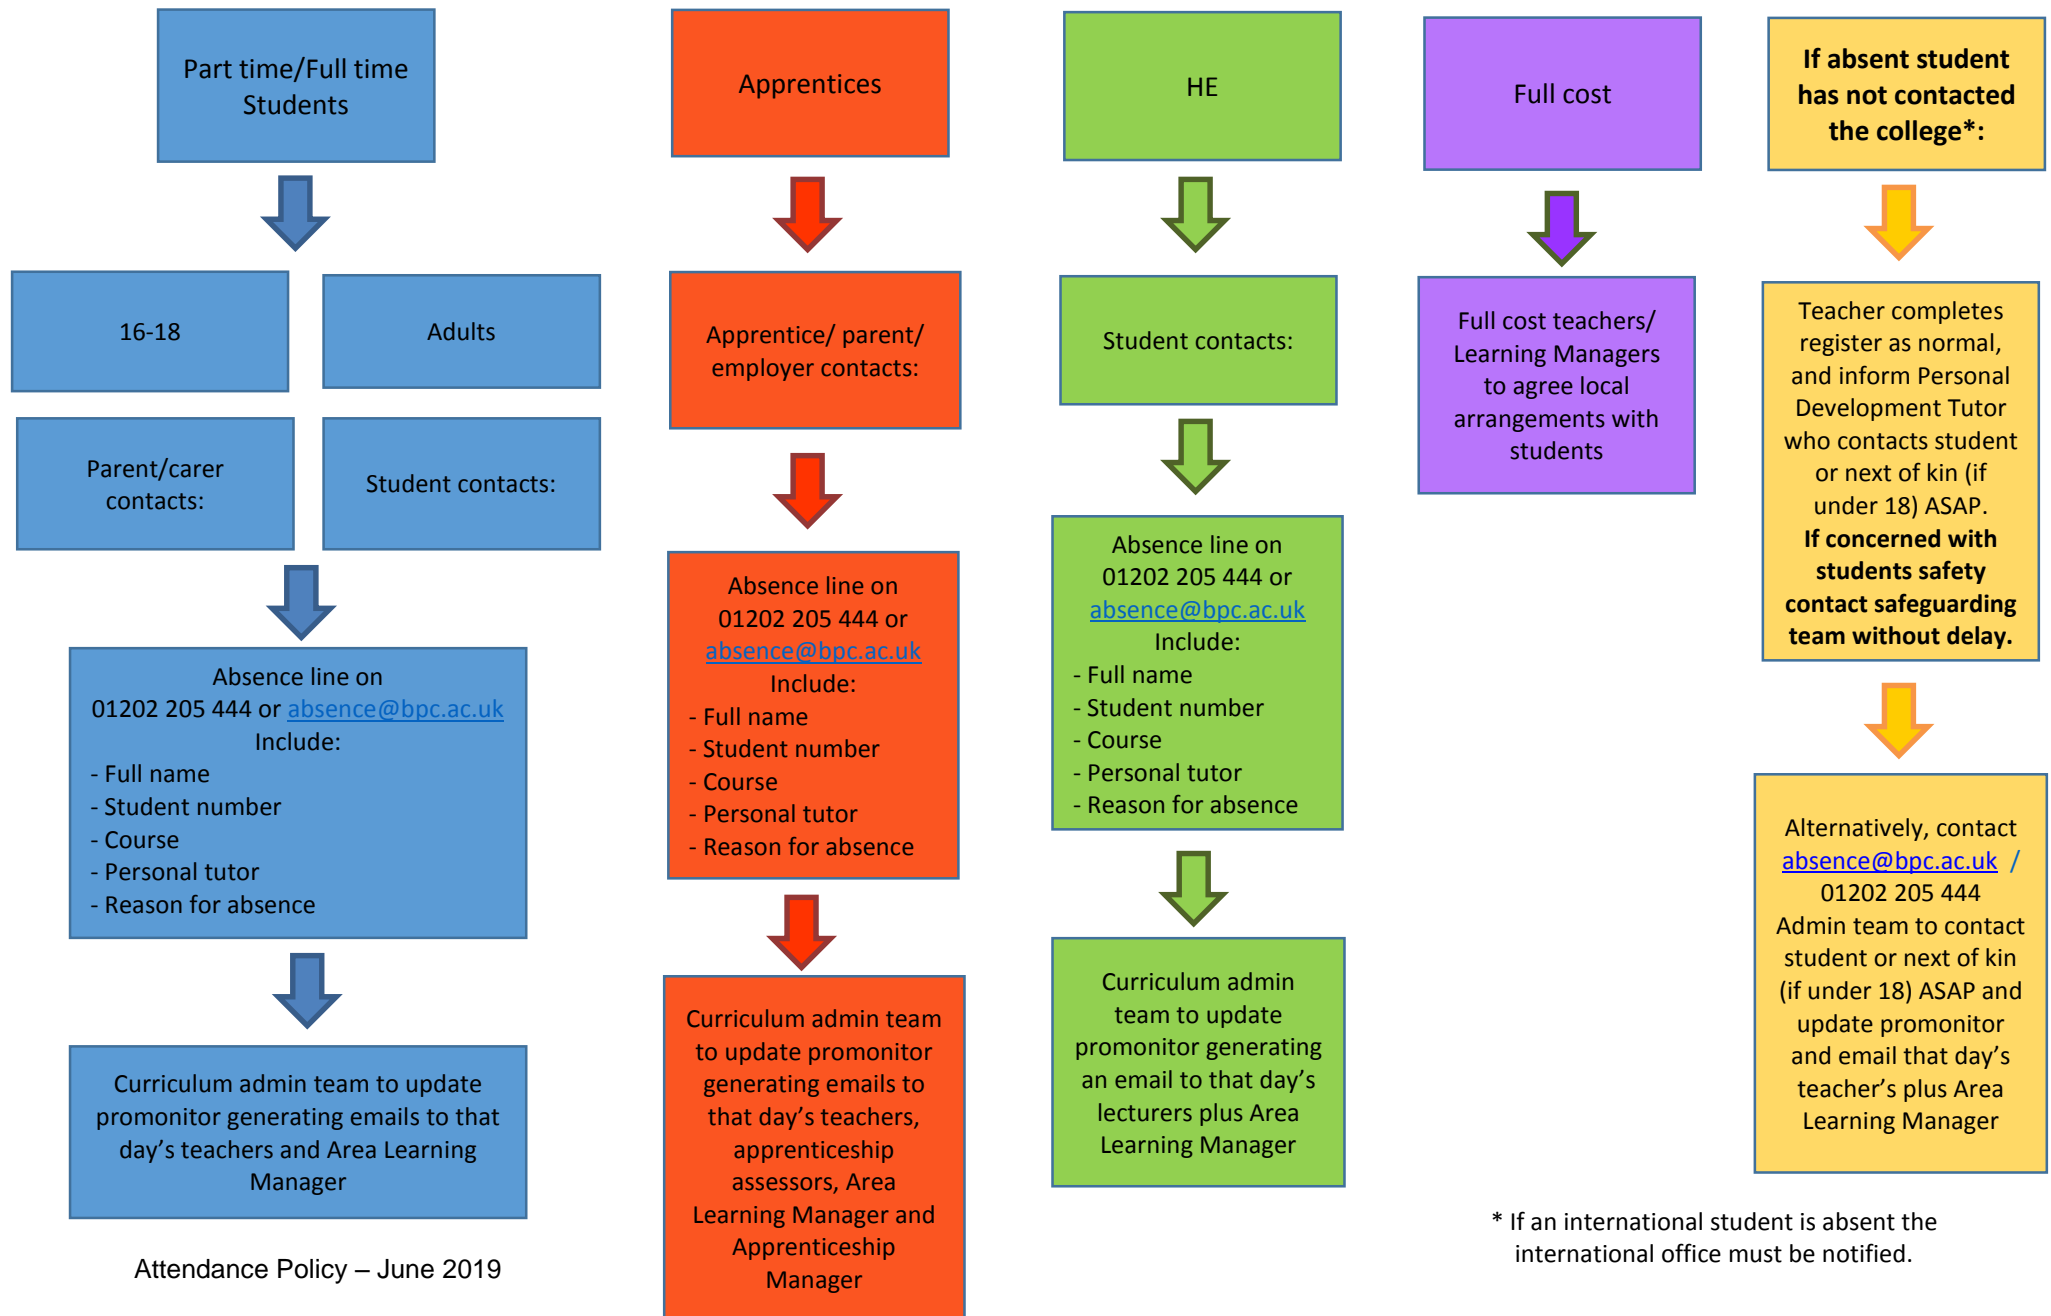 Part time/Full time
Students
16-18
Adults
Parent/carer
contacts:
Student contacts:
Absence line on
01202 205 444 or absence@bpc.ac.uk
Include:
- Full name
- Student number
- Course
- Personal tutor
- Reason for absence
Curriculum admin team to update
promonitor generating emails to that
day’s teachers and Area Learning
Manager
Apprentices
Apprentice/ parent/
employer contacts:
Absence line on
01202 205 444 or
absence@bpc.ac.uk
Include:
- Full name
- Student number
- Course
- Personal tutor
- Reason for absence
Curriculum admin team
to update promonitor
generating emails to
that day’s teachers,
apprenticeship
assessors, Area
Learning Manager and
Apprenticeship
Manager
HE
Student contacts:
Absence line on
01202 205 444 or
absence@bpc.ac.uk
Include:
- Full name
- Student number
- Course
- Personal tutor
- Reason for absence
Curriculum admin
team to update
promonitor generating
an email to that day’s
lecturers plus Area
Learning Manager
Full cost
Full cost teachers/
Learning Managers
to agree local
arrangements with
students
If absent student
has not contacted
the college*:
Teacher completes
register as normal,
and inform Personal
Development Tutor
who contacts student
or next of kin (if
under 18) ASAP.
If concerned with
students safety
contact safeguarding
team without delay.
Alternatively, contact
absence@bpc.ac.uk /
01202 205 444
Admin team to contact
student or next of kin
(if under 18) ASAP and
update promonitor
and email that day’s
teacher’s plus Area
Learning Manager
* If an international student is absent the
international office must be notified.
Attendance Policy – June 2019